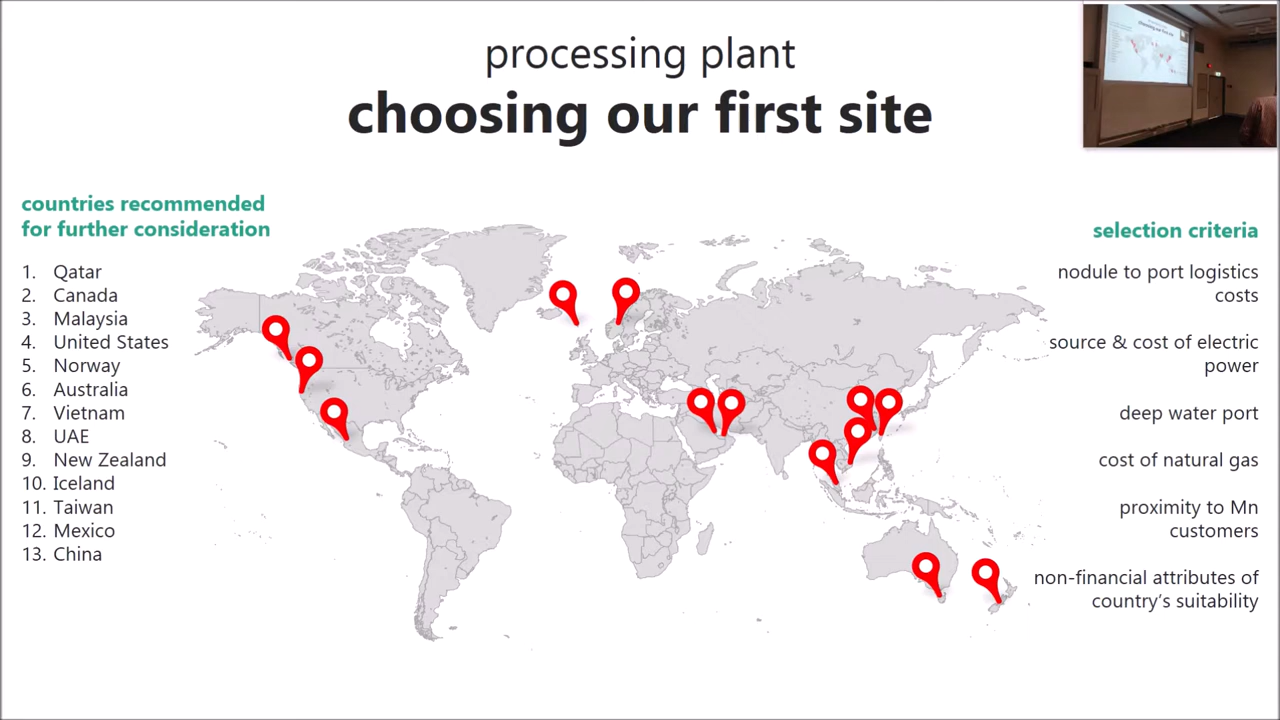 processing plant
choosing our first site
countries recommended
for further consideration
1. Qatar
2. Canada
3. Malaysia
4. United States
5. Norway
6. Australia
7. Vietnam
8. UAE
9. New Zealand
10. Iceland
11. Taiwan
12. Mexico
13. China
selection criteria
nodule to port logistics
costs
source & cost of electric
power
deep water port
cost of natural gas
proximity to Mn
customers
non-financial attributes of
country's suitability